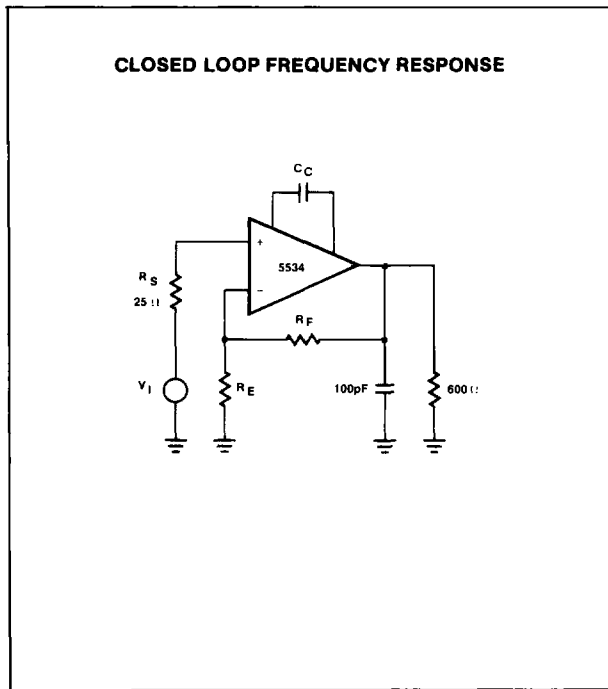 CLOSED LOOP FREQUENCY RESPONSE
CC
+
5534
−
RS
25 Ω
RF
VI
RE
100pF
600 Ω